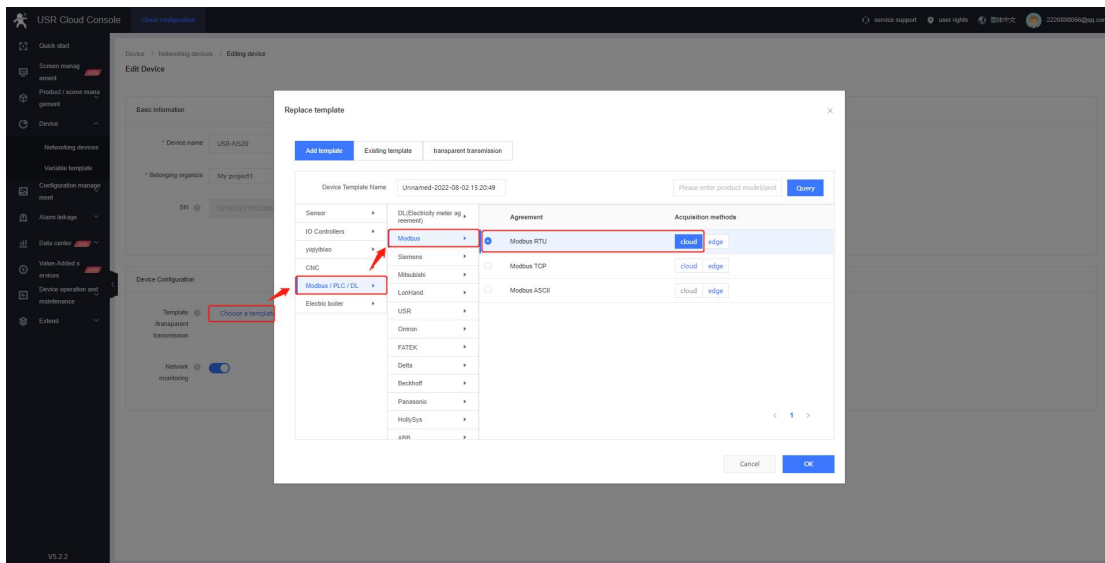 USR Cloud Console
Cloud configuration
service support
user rights
简体中文
Quick start
Screen manag
ement
Product / scene mana
gement
Device
Networking devices
Variable template
Configuration manage
ment
Alarm linkage
Data center
Value-Added s
ervices
Device operation and
maintenance
Extend
V5.2.2
Device > Networking devices > Editing device
Edit Device
Basic Information
* Device name
USR-N520
* Belonging organize
My project1
SN
Device Configuration
Template
/transparent
transmission
Choose a template
Network
monitoring
Replace template
Add template
Existing template
transparent transmission
Device Template Name
Unnamed-2022-08-02 15:20:49
Please enter product model/prot
Query
Sensor
IO Controllers
yiqiyibiao
CNC
Modbus / PLC / DL
Electric boiler
DL(Electricity meter ag
reement)
Modbus
Siemens
Mitsubishi
LonHand
USR
Omron
FATEK
Delta
Beckhoff
Panasonic
HollySys
ABB
Agreement
Acquisition methods
Modbus RTU
cloud
edge
Modbus TCP
cloud
edge
Modbus ASCII
cloud
edge
< 1 >
Cancel
OK